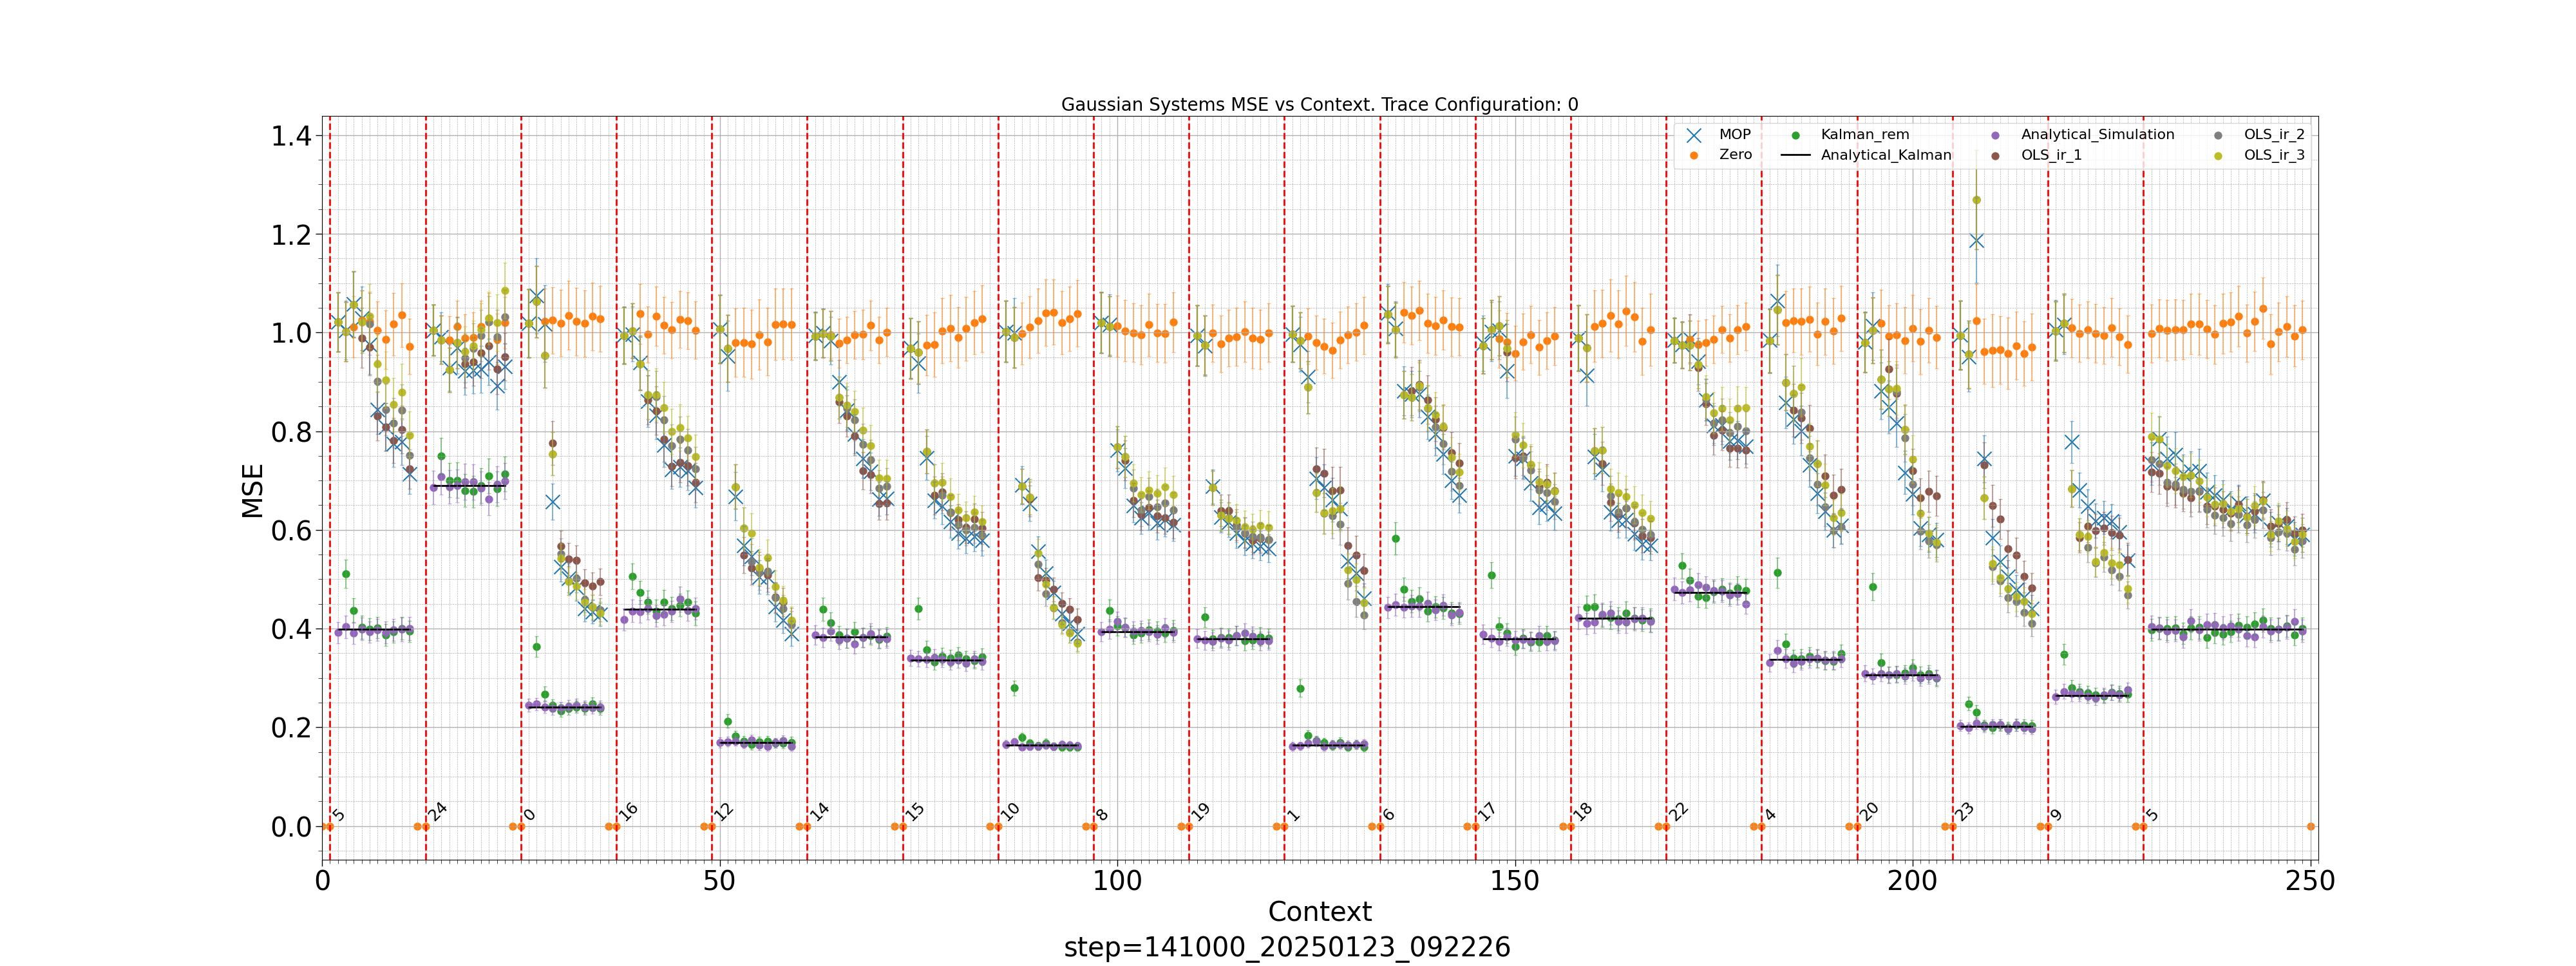 Gaussian Systems MSE vs Context. Trace Configuration: 0
MOP
Zero
Kalman_rem
Analytical_Kalman
Analytical_Simulation
OLS_ir_1
OLS_ir_2
OLS_ir_3
MSE
1.4
1.2
1.0
0.8
0.6
0.4
0.2
0.0
5 24 0 16 12 14 15 10 8 19 1 6 17 18 22 4 20 23 9 5
0 50 100 150 200 250
Context
step=141000_20250123_092226